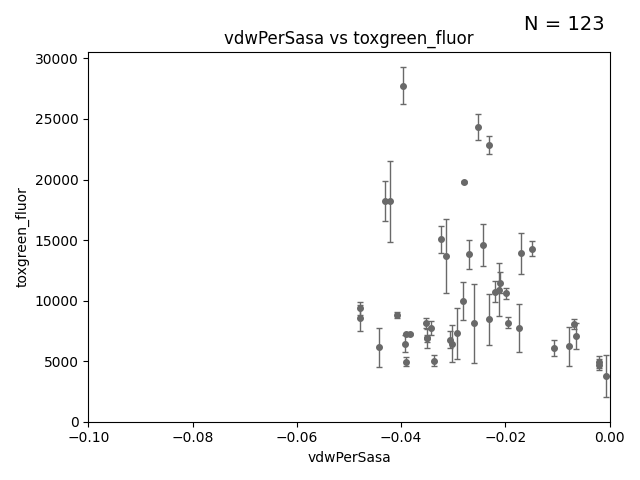 N = 123
vdwPerSasa vs toxgreen_fluor
30000
25000
20000
15000
10000
5000
0
toxgreen_fluor
−0.10 −0.08 −0.06 −0.04 −0.02 0.00
vdwPerSasa